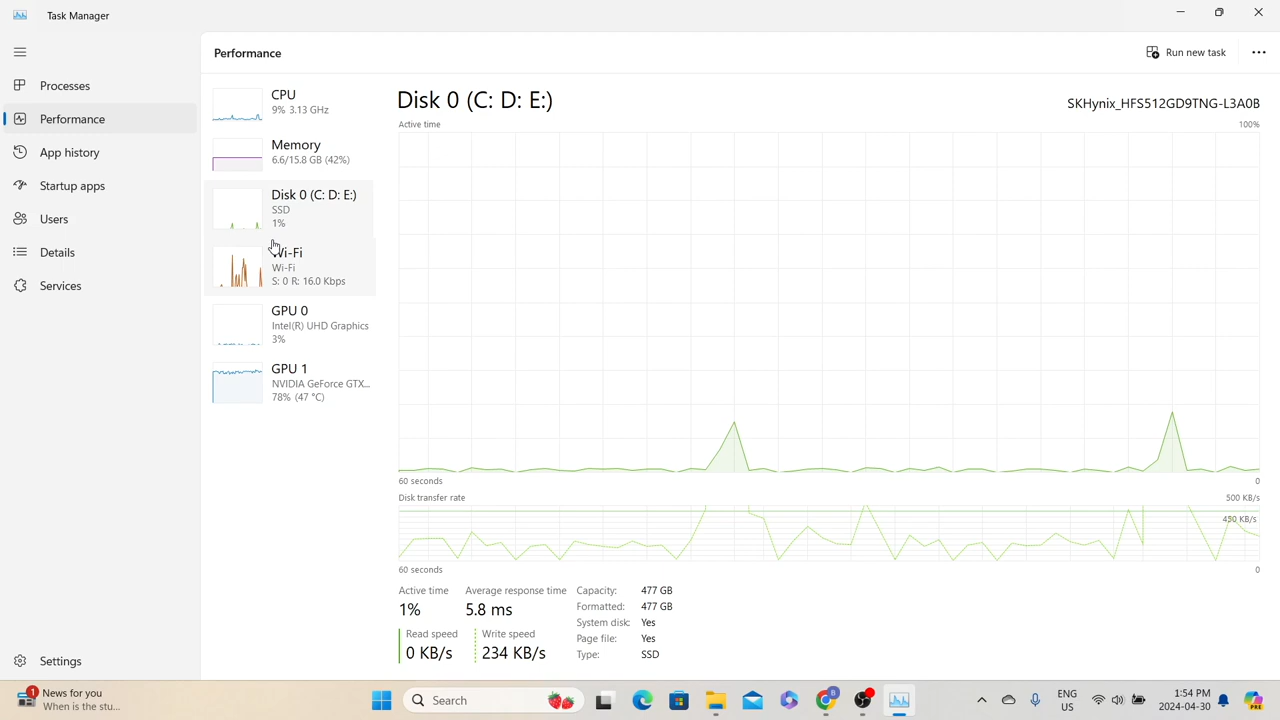 Task Manager
Performance
Run new task
Processes
Performance
App history
Startup apps
Users
Details
Services
Settings
CPU
9% 3.13 GHz
Memory
6.6/15.8 GB (42%)
Disk 0 (C: D: E:)
SSD
1%
Wi-Fi
Wi-Fi
S: 0 R: 16.0 Kbps
GPU 0
Intel(R) UHD Graphics
3%
GPU 1
NVIDIA GeForce GTX...
78% (47 °C)
Disk 0 (C: D: E:)
SKHynix_HFS512GD9TNG-L3A0B
Active time
100%
60 seconds
0
Disk transfer rate
500 KB/s
450 KB/s
60 seconds
0
Active time
1%
Average response time
5.8 ms
Read speed
0 KB/s
Write speed
234 KB/s
Capacity: 477 GB
Formatted: 477 GB
System disk: Yes
Page file: Yes
Type: SSD
1
News for you
When is the stu...
Search
B
ENG
US
1:54 PM
2024-04-30